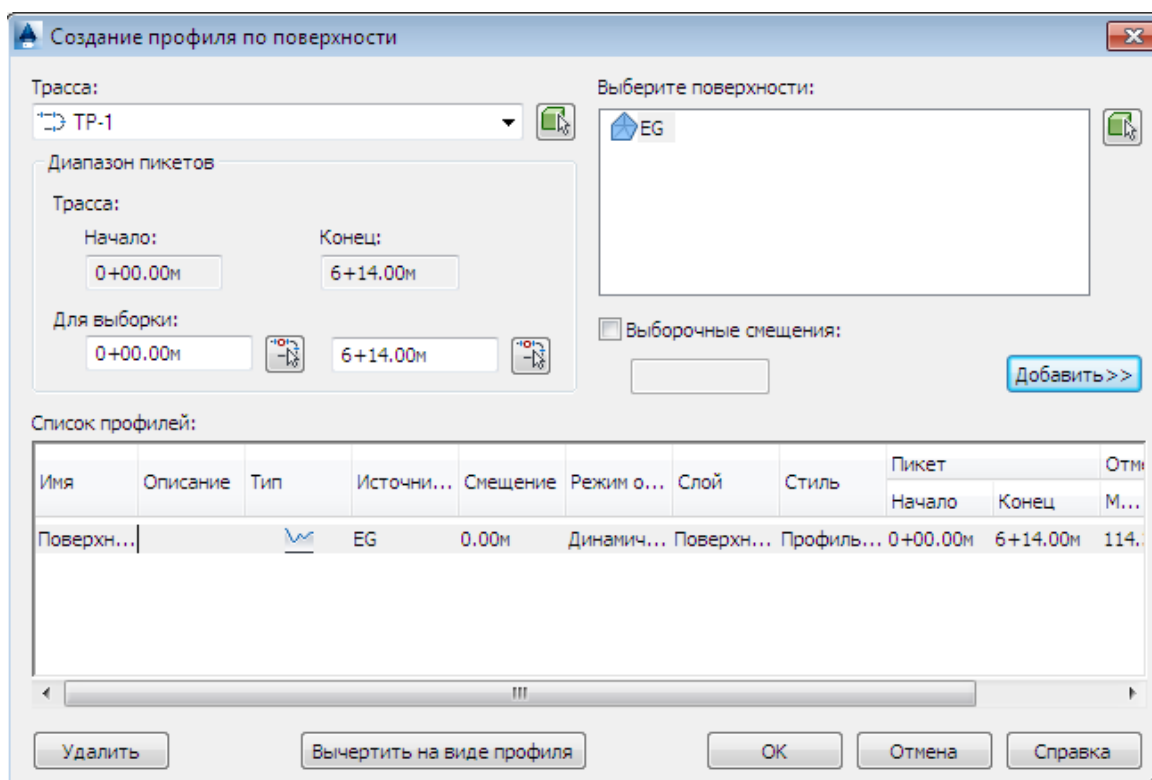 Создание профиля по поверхности
Трасса:
ТР-1
Диапазон пикетов
Трасса:
Начало: Конец:
0+00.00м 6+14.00м
Для выборки:
0+00.00м 6+14.00м
Выберите поверхности:
EG
Выборочные смещения:
Добавить>>
Список профилей:
Имя Описание Тип Источни... Смещение Режим о... Слой Стиль Пикет Отм
Начало Конец М...
Поверхн... EG 0.00м Динамич... Поверхн... Профиль... 0+00.00м 6+14.00м 114.
Удалить Вычертить на виде профиля ОК Отмена Справка